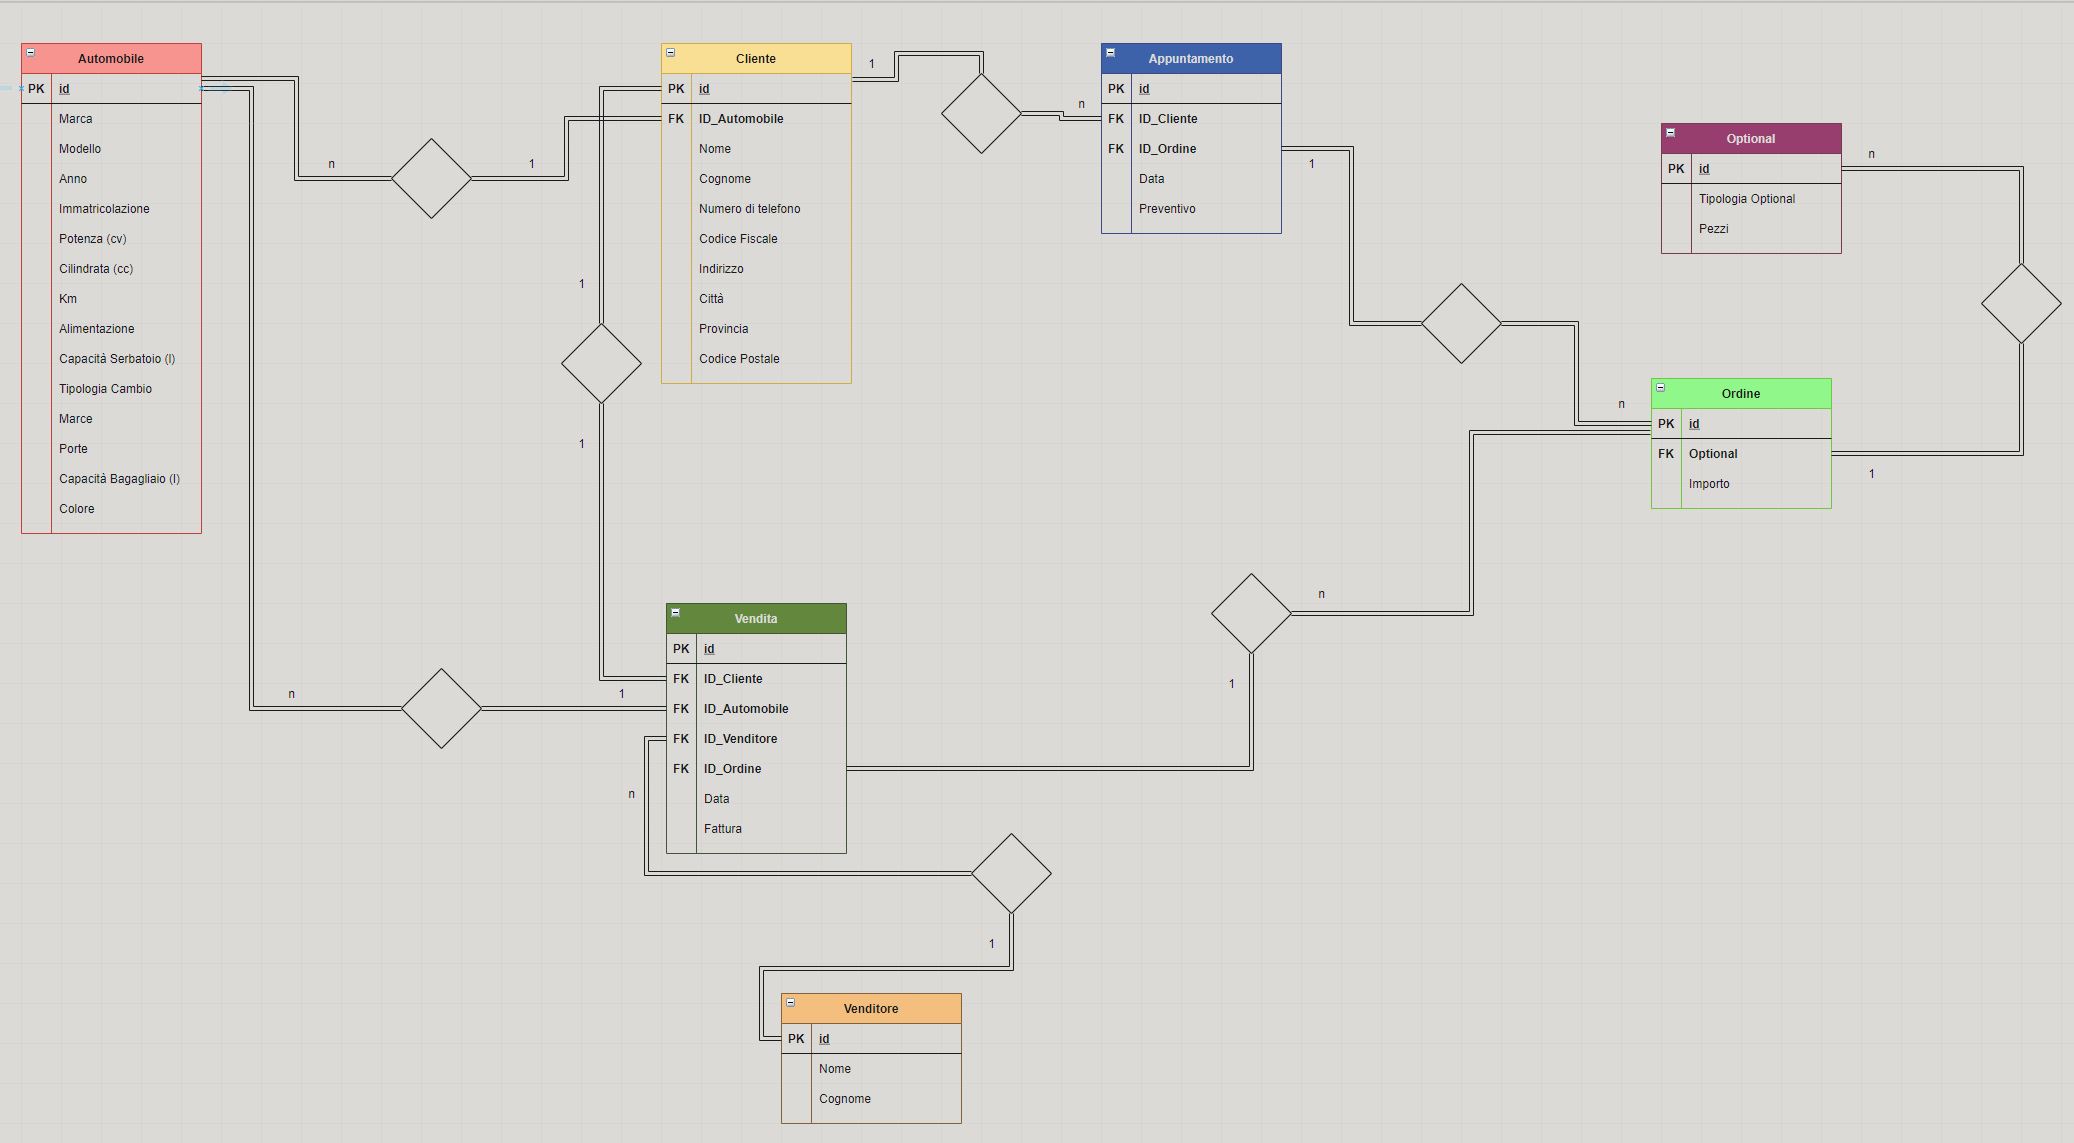 Automobile
PK id
Marca
Modello
Anno
Immatricolazione
Potenza (cv)
Cilindrata (cc)
Km
Alimentazione
Capacità Serbatoio (l)
Tipologia Cambio
Marce
Porte
Capacità Bagagliaio (l)
Colore
n
1
Cliente
PK id
FK ID_Automobile
Nome
Cognome
Numero di telefono
Codice Fiscale
Indirizzo
Città
Provincia
Codice Postale
1
n
Appuntamento
PK id
FK ID_Cliente
FK ID_Ordine
Data
Preventivo
1
n
Optional
PK id
Tipologia Optional
Pezzi
n
1
Ordine
PK id
FK Optional
Importo
1
1
n
1
Vendita
PK id
FK ID_Cliente
FK ID_Automobile
FK ID_Venditore
FK ID_Ordine
Data
Fattura
n
1
n
1
Venditore
PK id
Nome
Cognome